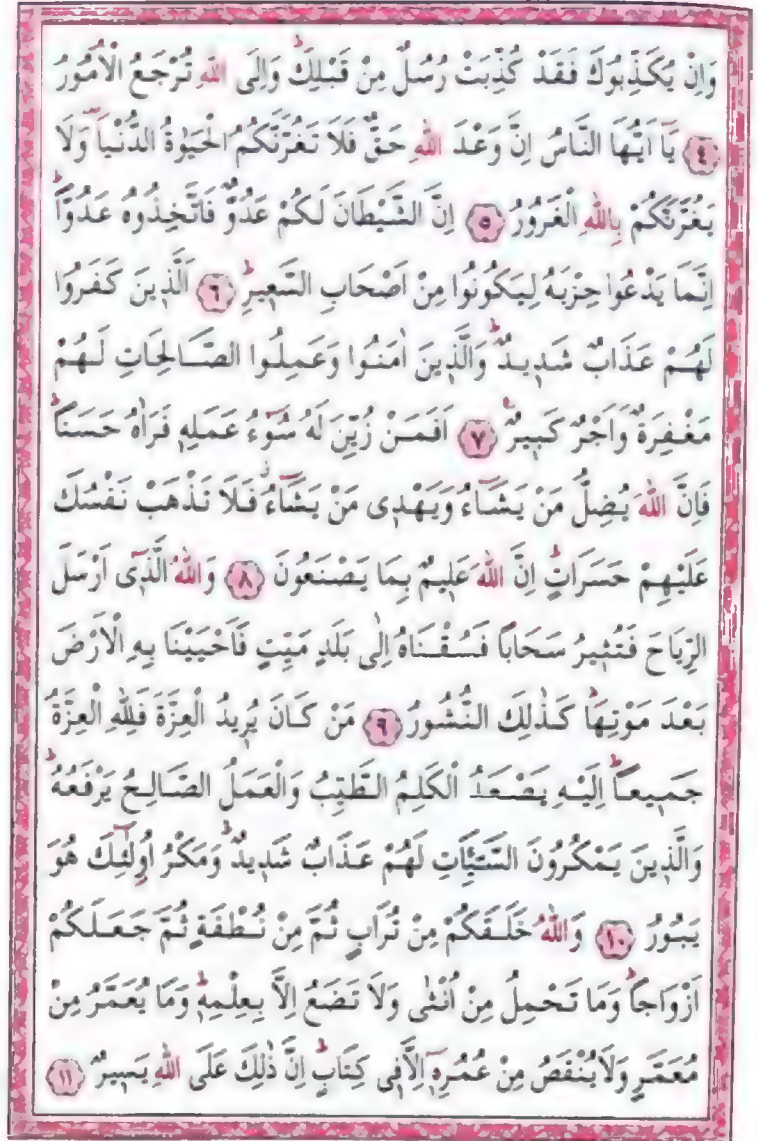 وَاِنْ يُكَذِّبُوكَ فَقَدْ كُذِّبَتْ رُسُلٌ مِنْ قَبْلِكَۜ وَاِلَى اللّٰهِ تُرْجَعُ الْاُمُورُ
﴿٤﴾ يَٓا اَيُّهَا النَّاسُ اِنَّ وَعْدَ اللّٰهِ حَقٌّ فَلَا تَغُرَّنَّكُمُ الْحَيٰوةُ الدُّنْيَا۠ وَلَا
يَغُرَّنَّكُمْ بِاللّٰهِ الْغَرُورُ ﴿٥﴾ اِنَّ الشَّيْطَانَ لَكُمْ عَدُوٌّ فَاتَّخِذُوهُ عَدُوًّاۜ
اِنَّمَا يَدْعُوا حِزْبَهُ لِيَكُونُوا مِنْ اَصْحَابِ السَّع۪يرِۜ ﴿٦﴾ اَلَّذ۪ينَ كَفَرُوا
لَهُمْ عَذَابٌ شَد۪يدٌۜ وَالَّذ۪ينَ اٰمَنُوا وَعَمِلُوا الصَّالِحَاتِ لَهُمْ
مَغْفِرَةٌ وَاَجْرٌ كَب۪يرٌ۟ ﴿٧﴾ اَفَمَنْ زُيِّنَ لَهُ سُٓوءُ عَمَلِه۪ فَرَاٰهُ حَسَنًاۜ
فَاِنَّ اللّٰهَ يُضِلُّ مَنْ يَشَٓاءُ وَيَهْد۪ي مَنْ يَشَٓاءُۘ فَلَا تَذْهَبْ نَفْسُكَ
عَلَيْهِمْ حَسَرَاتٍۜ اِنَّ اللّٰهَ عَل۪يمٌ بِمَا يَصْنَعُونَ ﴿٨﴾ وَاللّٰهُ الَّذ۪ٓي اَرْسَلَ
الرِّيَاحَ فَتُث۪يرُ سَحَابًا فَسُقْنَاهُ اِلٰى بَلَدٍ مَيِّتٍ فَاَحْيَيْنَا بِهِ الْاَرْضَ
بَعْدَ مَوْتِهَاۜ كَذٰلِكَ النُّشُورُ ﴿٩﴾ مَنْ كَانَ يُر۪يدُ الْعِزَّةَ فَلِلّٰهِ الْعِزَّةُ
جَم۪يعًاۜ اِلَيْهِ يَصْعَدُ الْكَلِمُ الطَّيِّبُ وَالْعَمَلُ الصَّالِحُ يَرْفَعُهُۜ
وَالَّذ۪ينَ يَمْكُرُونَ السَّيِّـَٔاتِ لَهُمْ عَذَابٌ شَد۪يدٌۜ وَمَكْرُ اُو۬لٰٓئِكَ هُوَ
يَبُورُ ﴿١٠﴾ وَاللّٰهُ خَلَقَكُمْ مِنْ تُرَابٍ ثُمَّ مِنْ نُطْفَةٍ ثُمَّ جَعَلَكُمْ
اَزْوَاجًاۜ وَمَا تَحْمِلُ مِنْ اُنْثٰى وَلَا تَضَعُ اِلَّا بِعِلْمِه۪ۜ وَمَا يُعَمَّرُ مِنْ
مُعَمَّرٍ وَلَا يُنْقَصُ مِنْ عُمُرِه۪ٓ اِلَّا ف۪ي كِتَابٍۜ اِنَّ ذٰلِكَ عَلَى اللّٰهِ يَس۪يرٌ ﴿١١﴾